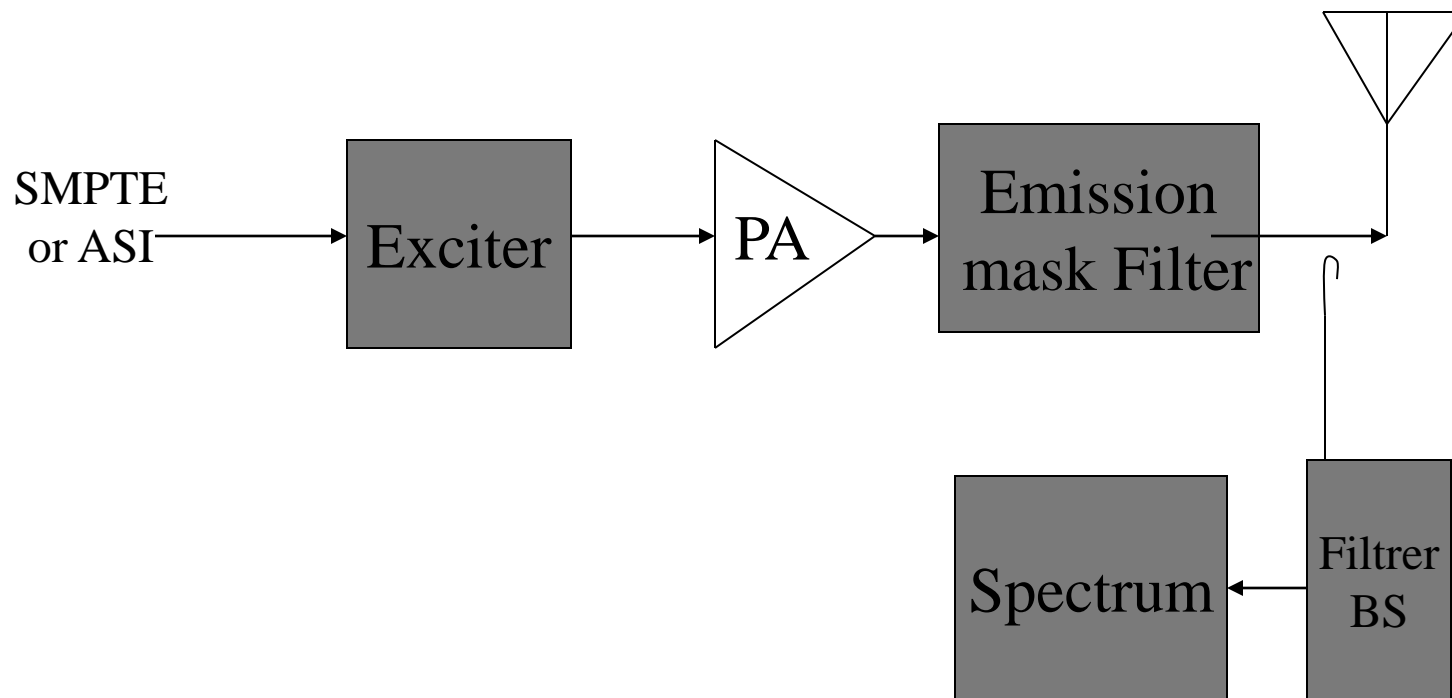 SMPTE
or ASI
Exciter
PA
Emission
mask Filter
Spectrum
Filtrer
BS